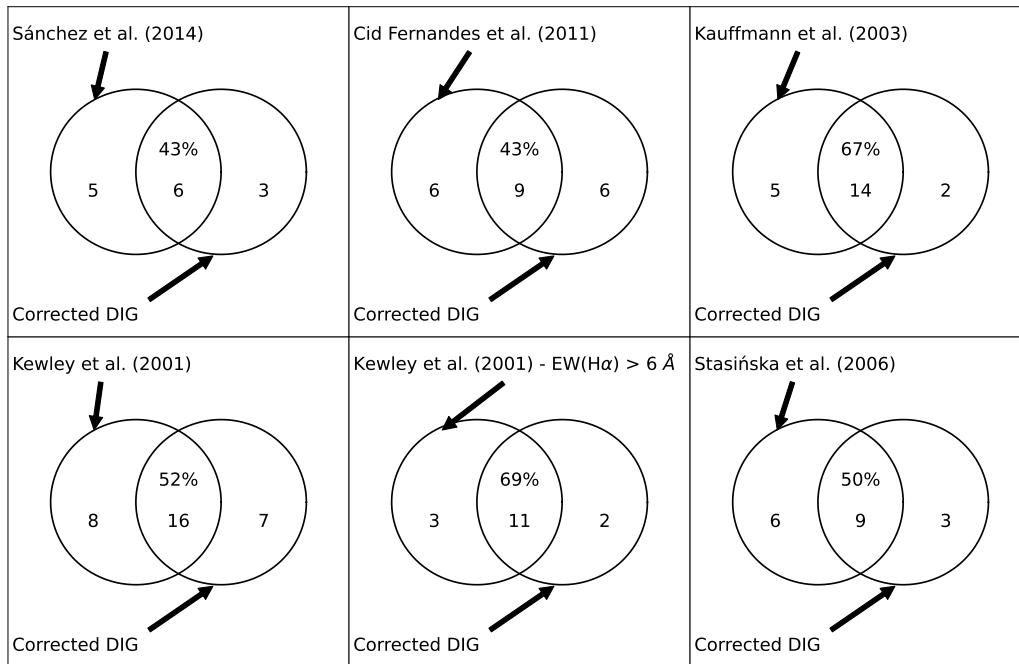 Sánchez et al. (2014)
43%
5 6 3
Corrected DIG
Cid Fernandes et al. (2011)
43%
6 9 6
Corrected DIG
Kauffmann et al. (2003)
67%
5 14 2
Corrected DIG
Kewley et al. (2001)
52%
8 16 7
Corrected DIG
Kewley et al. (2001) - EW(Hα) > 6 Å
69%
3 11 2
Corrected DIG
Stasińska et al. (2006)
50%
6 9 3
Corrected DIG